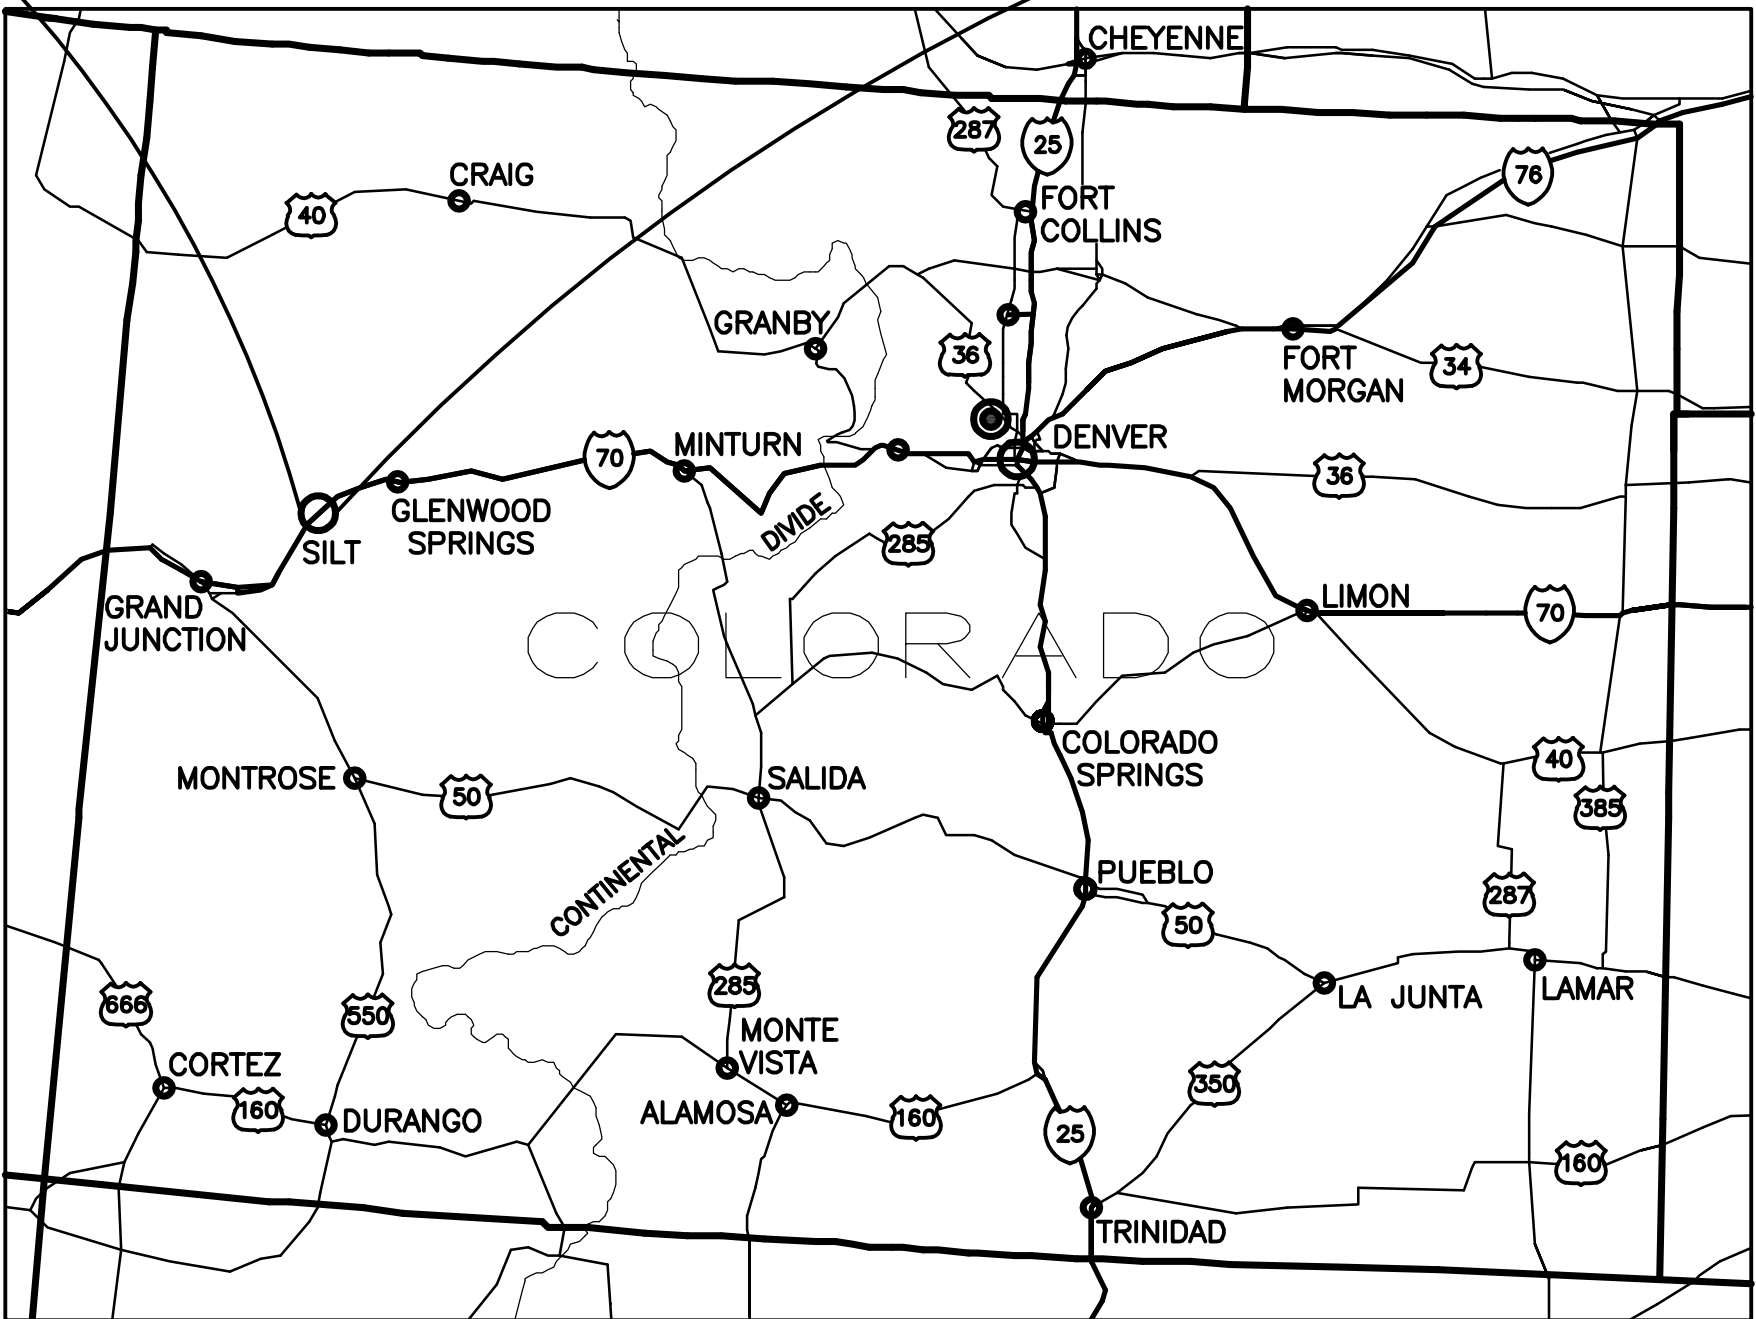 CHEYENNE
287
25
76
CRAIG
40
FORT
COLLINS
GRANBY
36
FORT
MORGAN
34
DENVER
MINTURN
70
36
GLENWOOD
SPRINGS
DIVIDE
285
SILT
GRAND
JUNCTION
LIMON
70
COLORADO
COLORADO
SPRINGS
40
MONTROSE
50
SALIDA
385
CONTINENTAL
PUEBLO
287
50
666
550
285
LA JUNTA
LAMAR
MONTE
VISTA
CORTEZ
350
160
DURANGO
ALAMOSA
160
25
160
TRINIDAD